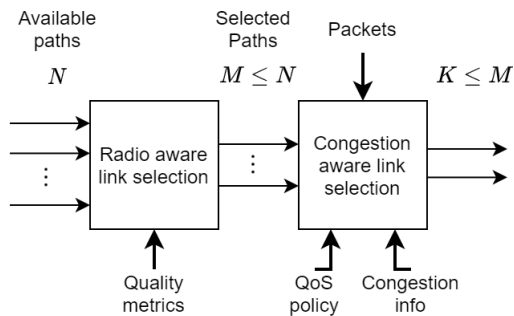 Available
paths
N
Selected
Paths
M ≤ N
Packets
K ≤ M
Radio aware
link selection
⋮
⋮
Congestion
aware link
selection
Quality
metrics
QoS
policy
Congestion
info